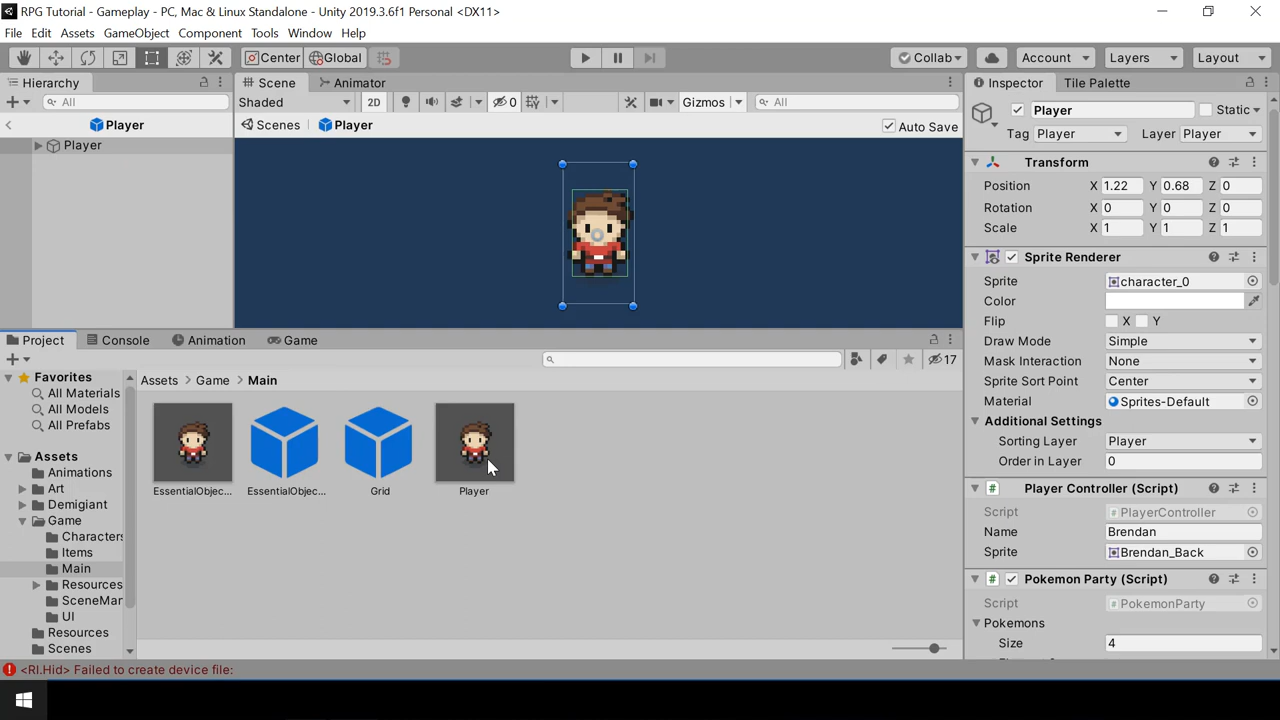 RPG Tutorial - Gameplay - PC, Mac & Linux Standalone - Unity 2019.3.6f1 Personal <DX11>
File Edit Assets GameObject Component Tools Window Help
Center Global Collab Account Layers Layout
Hierarchy Scene Animator Inspector Tile Palette
All Shaded 2D 0 Gizmos All Player Static
Player Scenes Player Auto Save
Tag Player Layer Player
Player
Transform
Position X 1.22 Y 0.68 Z 0
Rotation X 0 Y 0 Z 0
Scale X 1 Y 1 Z 1
Sprite Renderer
Sprite character_0
Color
Flip X Y
Draw Mode Simple
Mask Interaction None
Sprite Sort Point Center
Material Sprites-Default
Additional Settings
Sorting Layer Player
Order in Layer 0
Player Controller (Script)
Script PlayerController
Name Brendan
Sprite Brendan_Back
Pokemon Party (Script)
Script PokemonParty
Pokemons
Size 4
Project Console Animation Game
17
Favorites
All Materials
All Models
All Prefabs
Assets
Animations
Art
Demigiant
Game
Characters
Items
Main
Resources
SceneMar
UI
Resources
Scenes
Assets > Game > Main
EssentialObjec... EssentialObjec... Grid Player
<RI.Hid> Failed to create device file: